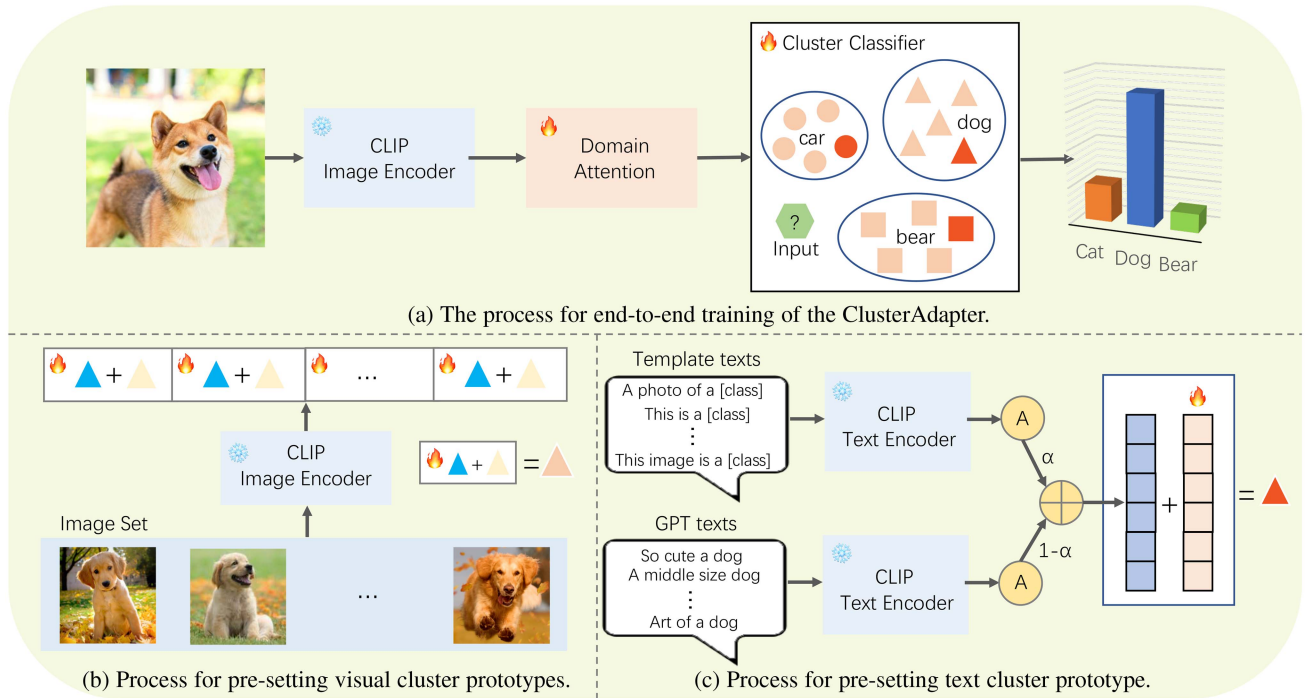 Cluster Classifier
CLIP
Image Encoder
Domain
Attention
car
dog
?
Input
bear
Cat
Dog
Bear
(a) The process for end-to-end training of the ClusterAdapter.
+
+
...
+
CLIP
Image Encoder
+
=
Image Set
...
(b) Process for pre-setting visual cluster prototypes.
Template texts
A photo of a [class]
This is a [class]
⋮
This image is a [class]
CLIP
Text Encoder
A
α
GPT texts
So cute a dog
A middle size dog
⋮
Art of a dog
CLIP
Text Encoder
A
1-α
+
=
(c) Process for pre-setting text cluster prototype.